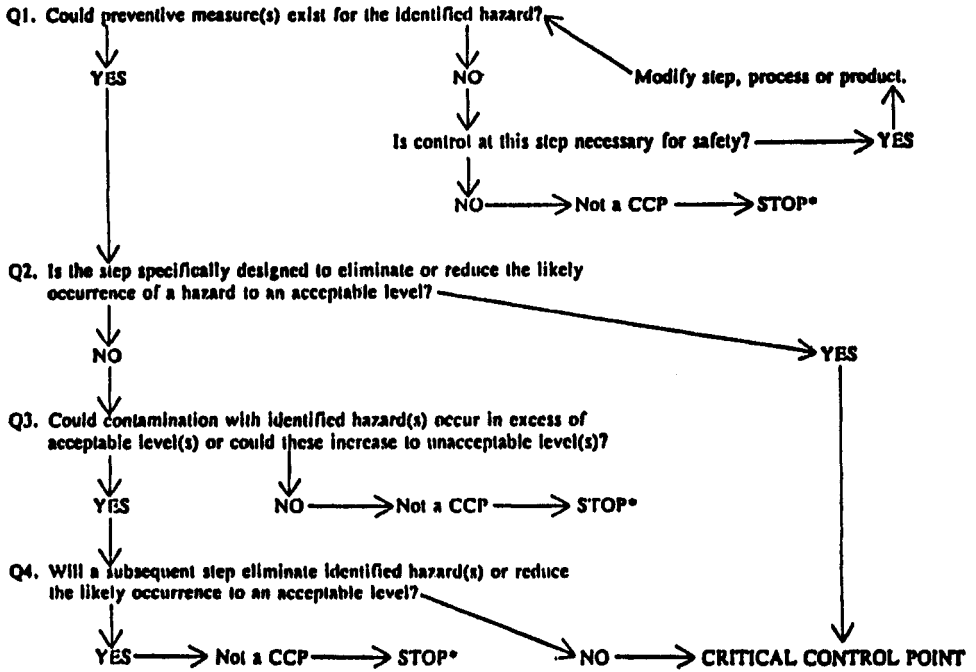 Q1. Could preventive measure(s) exist for the identified hazard?
YES
NO
Modify step, process or product.
Is control at this step necessary for safety?
YES
NO
Not a CCP
STOP*
Q2. Is the step specifically designed to eliminate or reduce the likely
occurrence of a hazard to an acceptable level?
NO
YES
Q3. Could contamination with identified hazard(s) occur in excess of
acceptable level(s) or could these increase to unacceptable level(s)?
YES
NO
Not a CCP
STOP*
Q4. Will a subsequent step eliminate identified hazard(s) or reduce
the likely occurrence to an acceptable level?
YES
Not a CCP
STOP*
NO
CRITICAL CONTROL POINT